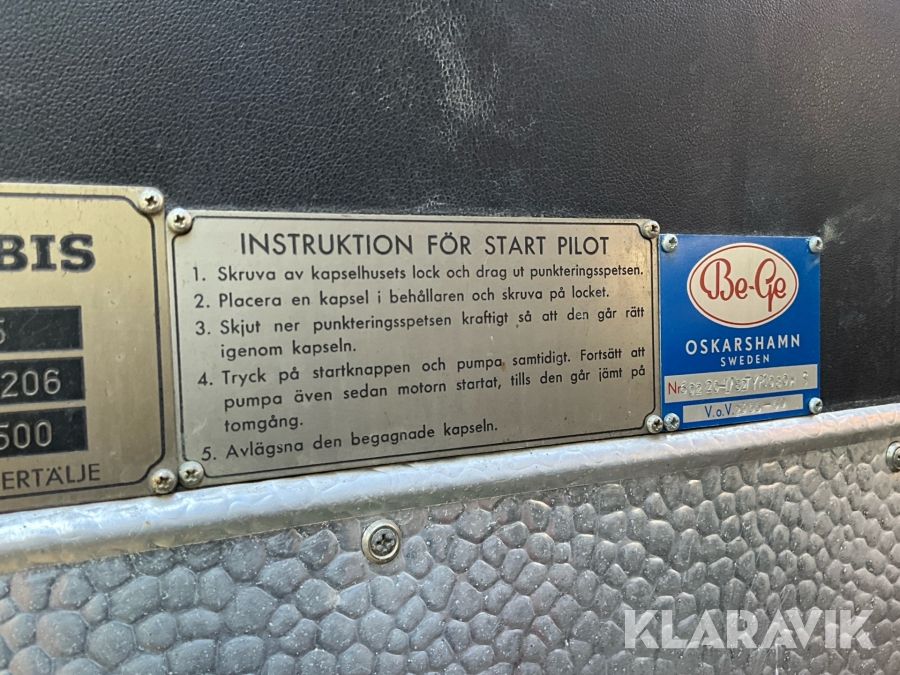 BIS
206
500
ERTÄLJE
INSTRUKTION FÖR START PILOT
1. Skruva av kapselhusets lock och drag ut punkteringsspetsen.
2. Placera en kapsel i behållaren och skruva på locket.
3. Skjut ner punkteringsspetsen kraftigt så att den går rätt
igenom kapseln.
4. Tryck på startknappen och pumpa samtidigt. Fortsätt att
pumpa även sedan motorn startat, tills den går jämt på
tomgång.
5. Avlägsna den begagnade kapseln.
Be-Ge
OSKARSHAMN
SWEDEN
Nr
V.o.V.
KLARAVIK